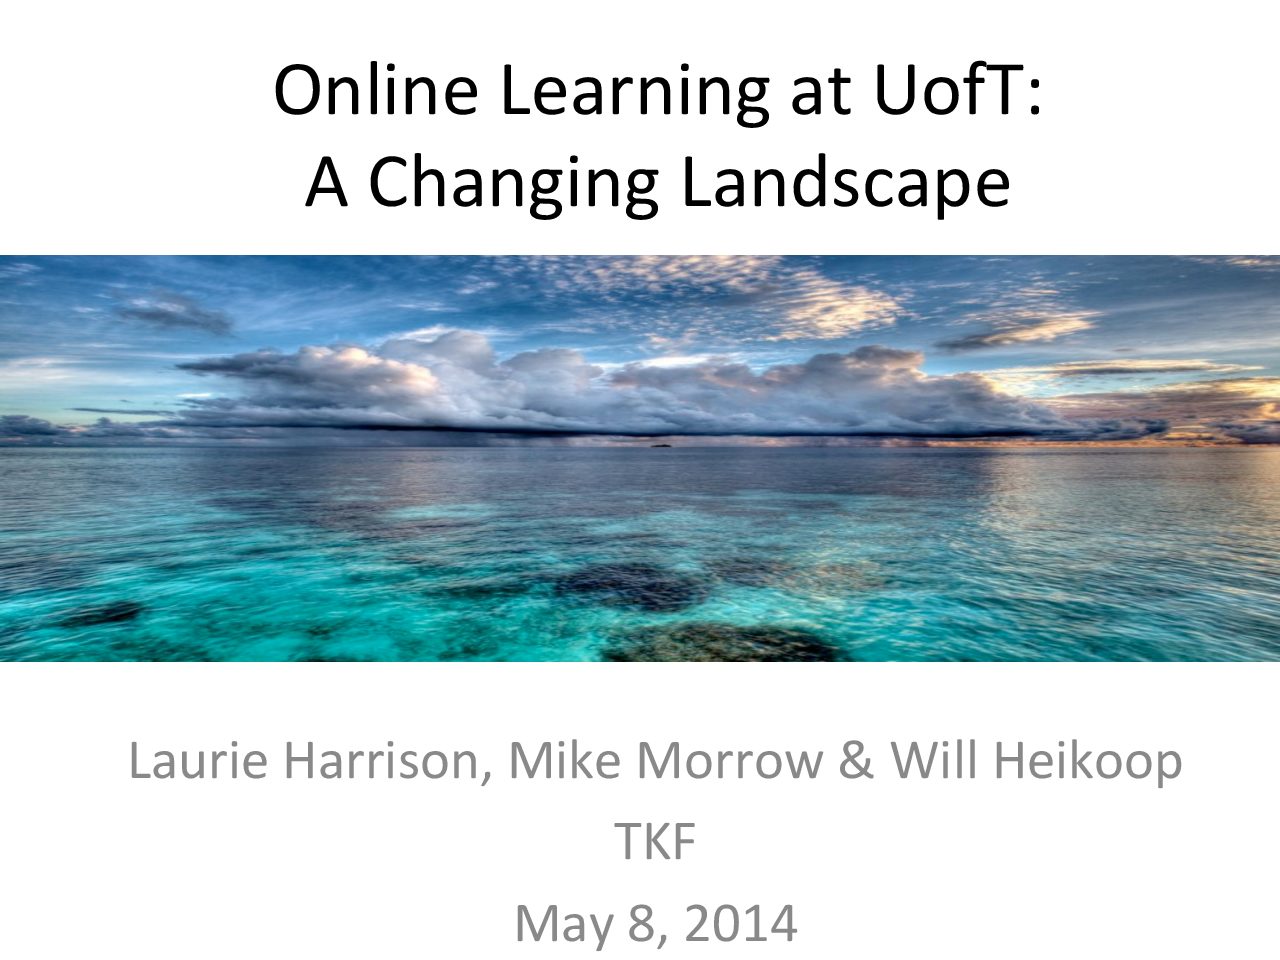 Online Learning at UofT:
A Changing Landscape
Laurie Harrison, Mike Morrow & Will Heikoop
TKF
May 8, 2014